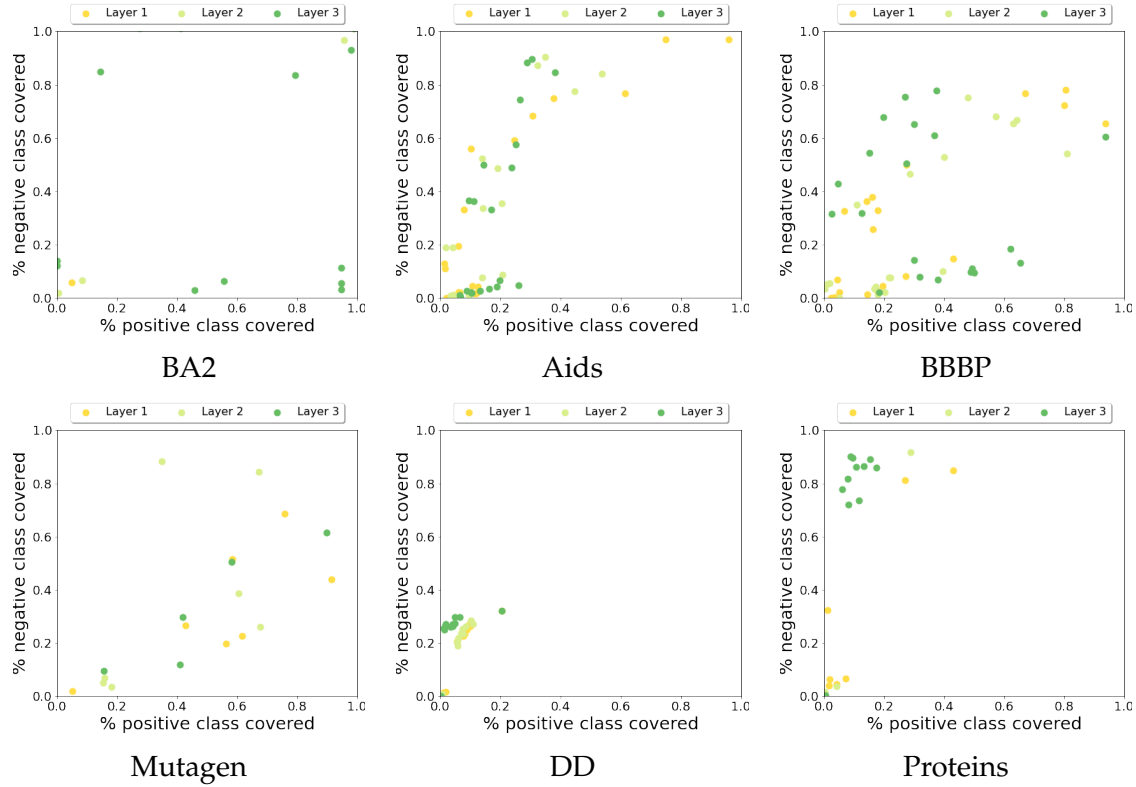 Layer 1 Layer 2 Layer 3
1.0
0.8
0.6
0.4
0.2
0.0
% negative class covered
0.0 0.2 0.4 0.6 0.8 1.0
% positive class covered
BA2
Layer 1 Layer 2 Layer 3
1.0
0.8
0.6
0.4
0.2
0.0
% negative class covered
0.0 0.2 0.4 0.6 0.8 1.0
% positive class covered
Aids
Layer 1 Layer 2 Layer 3
1.0
0.8
0.6
0.4
0.2
0.0
% negative class covered
0.0 0.2 0.4 0.6 0.8 1.0
% positive class covered
BBBP
Layer 1 Layer 2 Layer 3
1.0
0.8
0.6
0.4
0.2
0.0
% negative class covered
0.0 0.2 0.4 0.6 0.8 1.0
% positive class covered
Mutagen
Layer 1 Layer 2 Layer 3
1.0
0.8
0.6
0.4
0.2
0.0
% negative class covered
0.0 0.2 0.4 0.6 0.8 1.0
% positive class covered
DD
Layer 1 Layer 2 Layer 3
1.0
0.8
0.6
0.4
0.2
0.0
% negative class covered
0.0 0.2 0.4 0.6 0.8 1.0
% positive class covered
Proteins